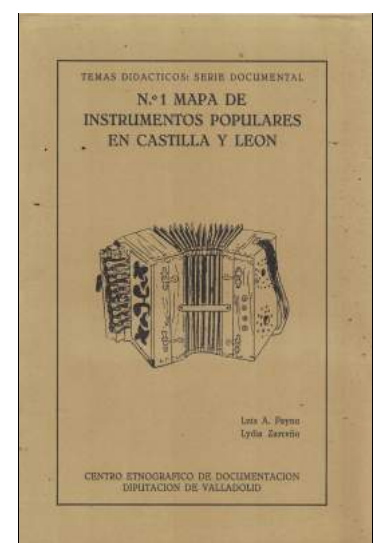 TEMAS DIDACTICOS: SERIE DOCUMENTAL
N.º 1 MAPA DE
INSTRUMENTOS POPULARES
EN CASTILLA Y LEON
Luis A. Payno
Lydia Zarceño
CENTRO ETNOGRAFICO DE DOCUMENTACION
DIPUTACION DE VALLADOLID